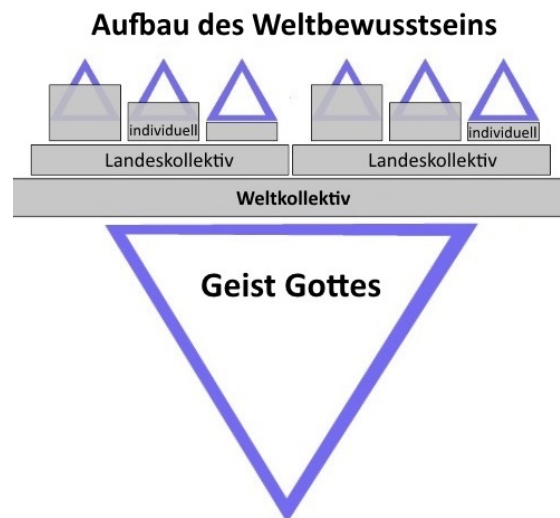 Aufbau des Weltbewusstseins
individuell
individuell
Landeskollektiv
Landeskollektiv
Weltkollektiv
Geist Gottes